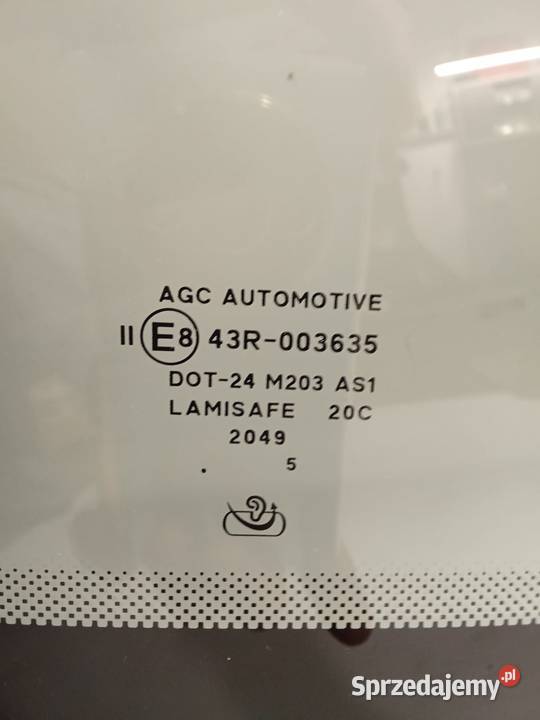 AGC AUTOMOTIVE
II E8 43R-003635
DOT-24 M203 AS1
LAMISAFE 20C
2049
. 5
Sprzedajemy.pl